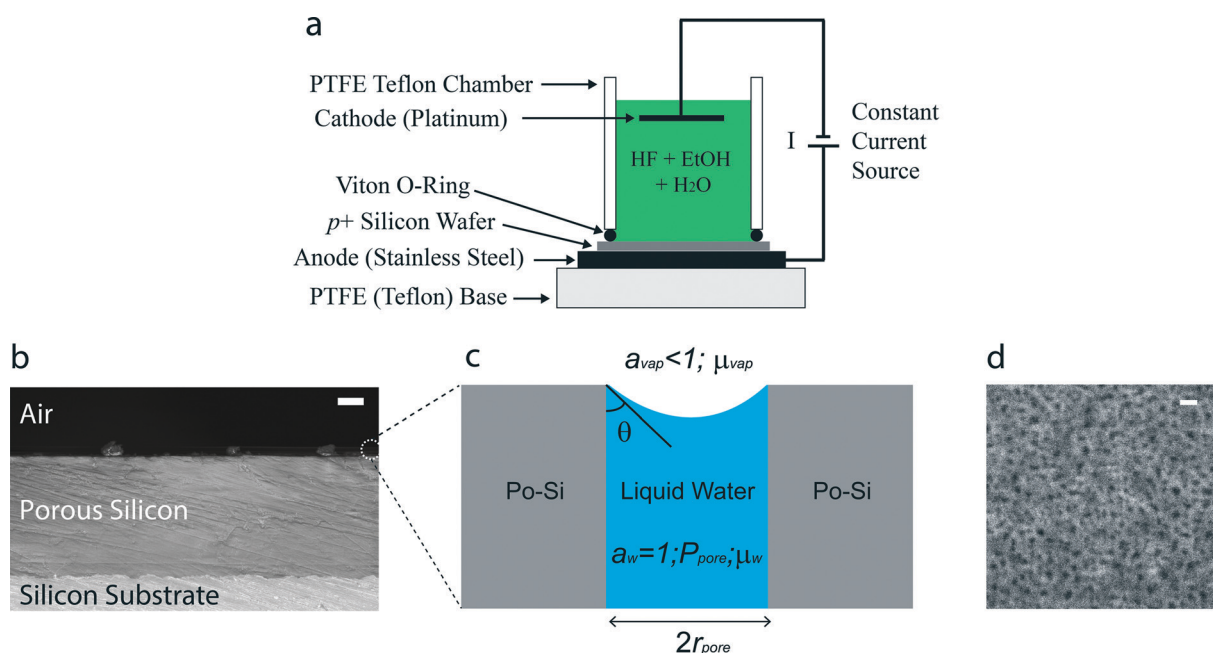 a
PTFE Teflon Chamber
Cathode (Platinum)
HF + EtOH
+ H2O
Viton O-Ring
p+ Silicon Wafer
Anode (Stainless Steel)
PTFE (Teflon) Base
I
Constant
Current
Source
b
Air
Porous Silicon
Silicon Substrate
c
avap<1; μvap
θ
Po-Si
Liquid Water
Po-Si
aw=1;Ppore;μw
2rpore
d